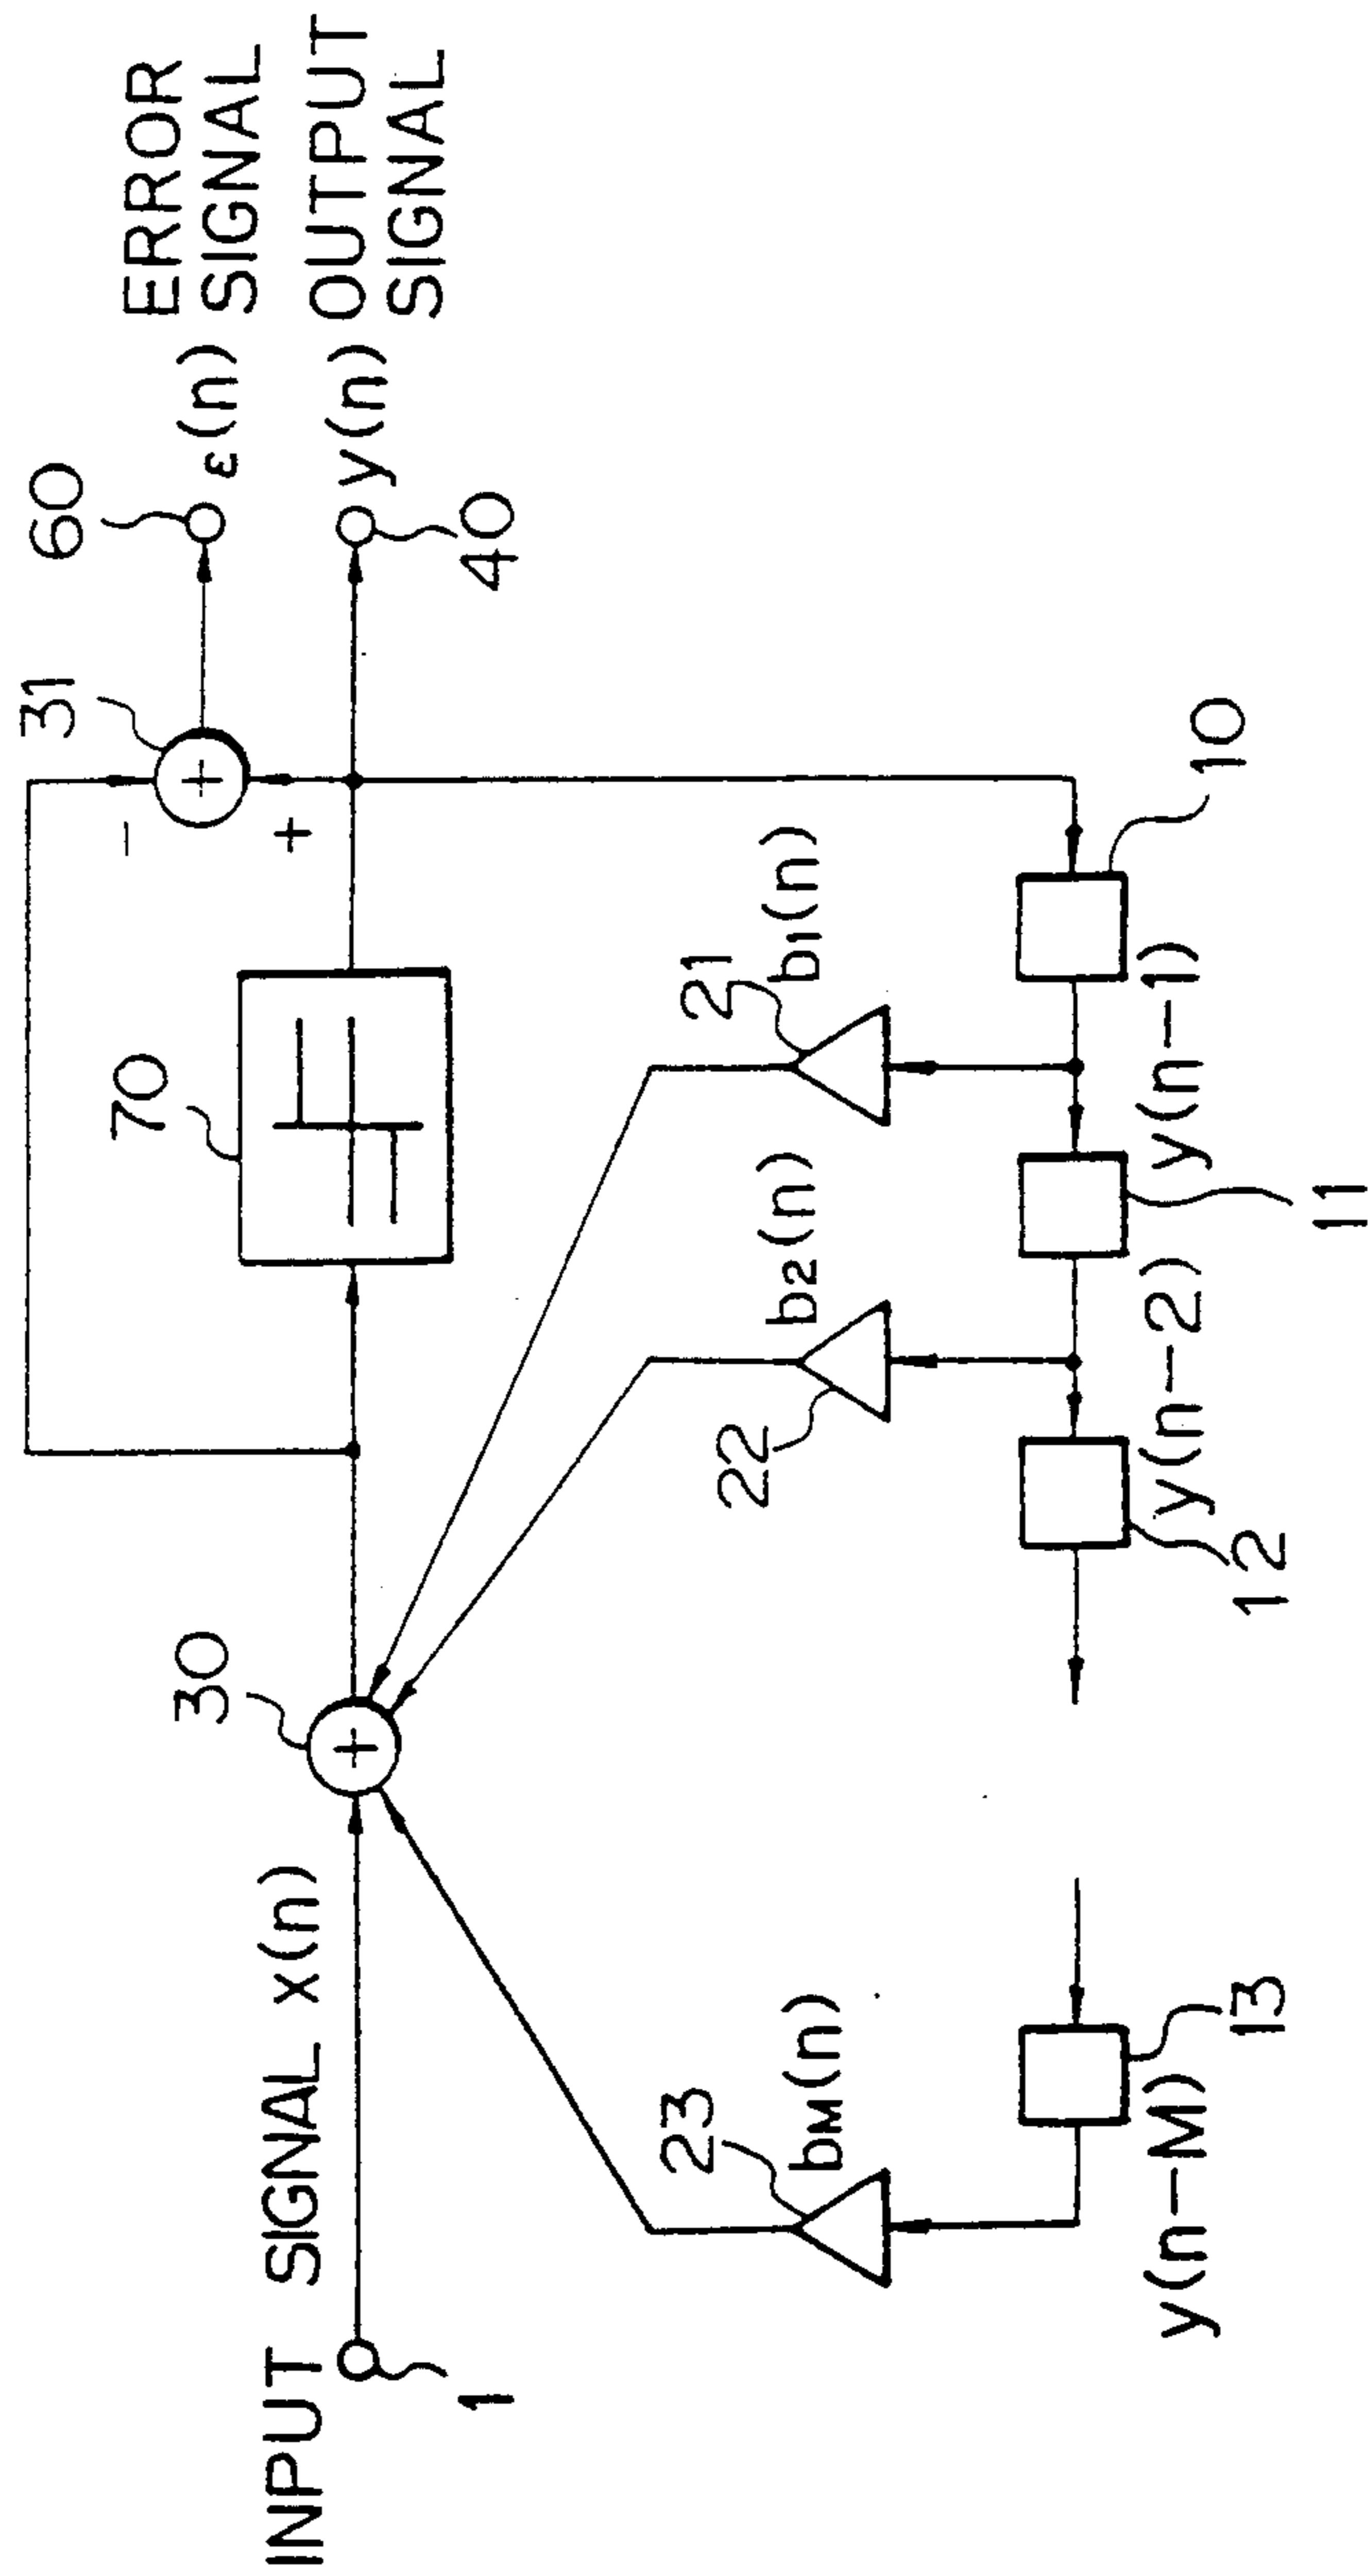 INPUT SIGNAL x(n)
1
30
+
70
31
+
−
+
60
ε(n)
ERROR
SIGNAL
y(n)
OUTPUT
SIGNAL
40
23
bM(n)
22
b2(n)
21
b1(n)
y(n−M)
13
12
y(n−2)
11
y(n−1)
10